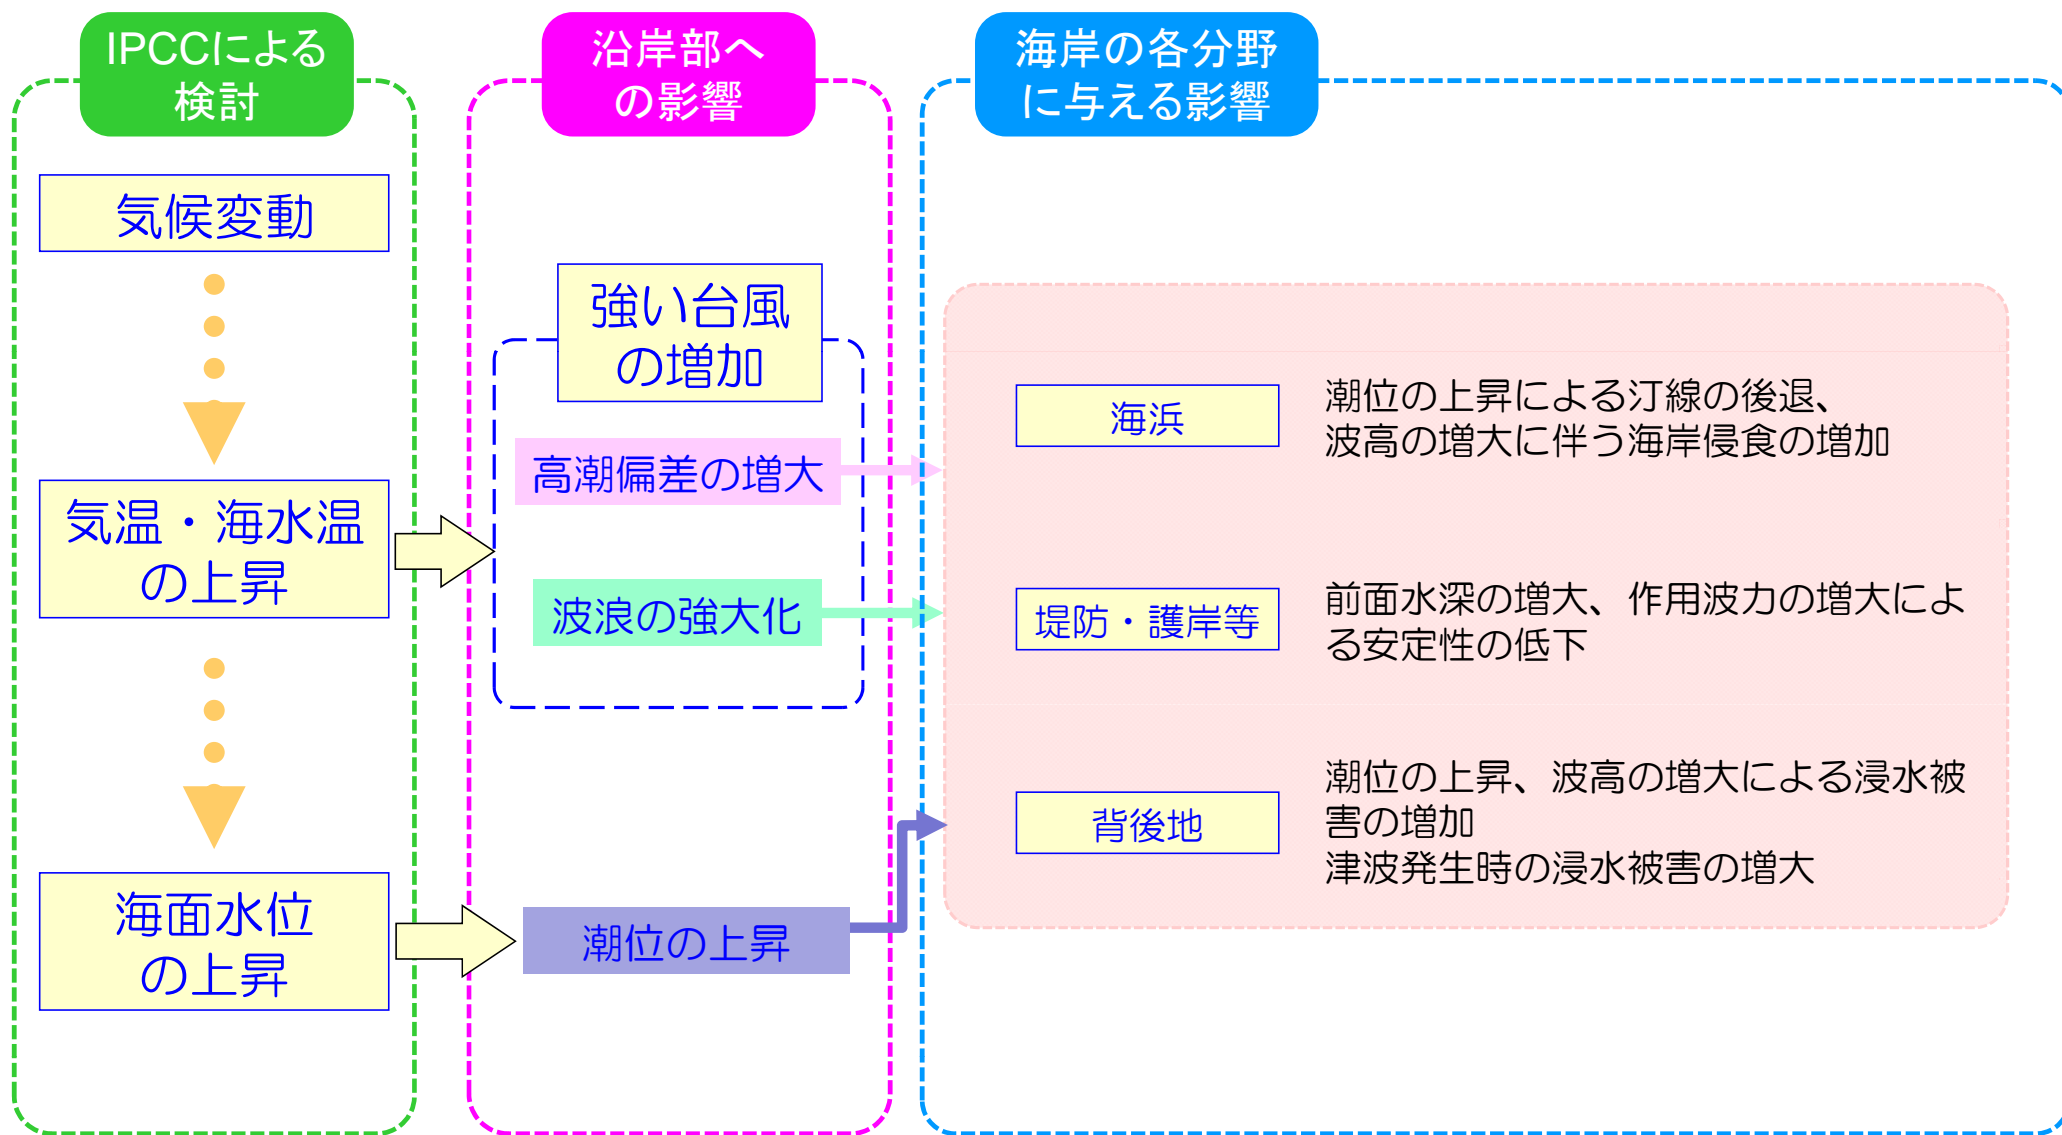 IPCCによる
検討
気候変動
気温・海水温
の上昇
海面水位
の上昇
沿岸部へ
の影響
強い台風
の増加
高潮偏差の増大
波浪の強大化
潮位の上昇
海岸の各分野
に与える影響
海浜
潮位の上昇による汀線の後退、
波高の増大に伴う海岸侵食の増加
堤防・護岸等
前面水深の増大、作用波力の増大によ
る安定性の低下
背後地
潮位の上昇、波高の増大による浸水被
害の増加
津波発生時の浸水被害の増大